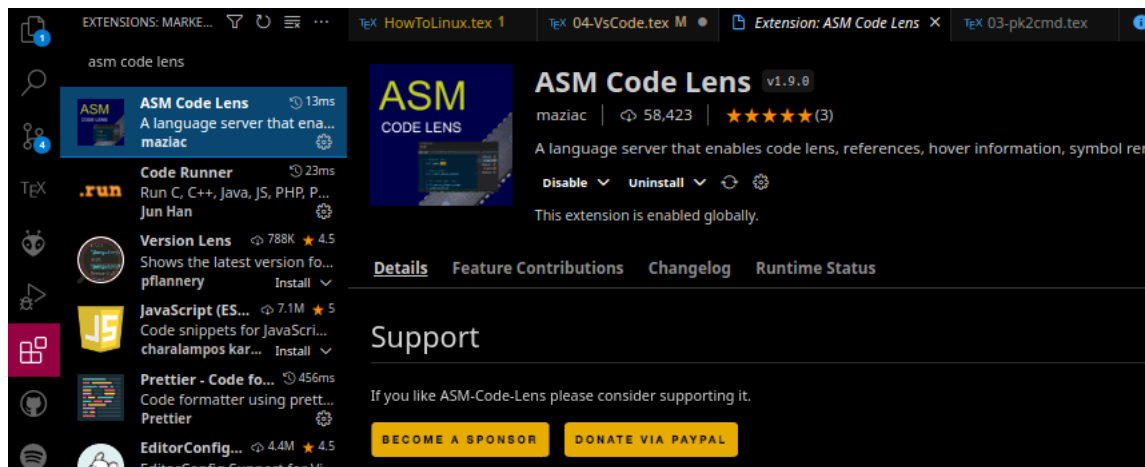 EXTENSIONS: MARKE...
HowToLinux.tex 1
04-VsCode.tex M
Extension: ASM Code Lens
03-pk2cmd.tex
1
4
TEX
asm code lens
ASM Code Lens 13ms
A language server that ena...
maziac
Code Runner 23ms
Run C, C++, Java, JS, PHP, P...
Jun Han
Version Lens 788K 4.5
Shows the latest version fo...
pflannery Install
JavaScript (ES... 7.1M 5
Code snippets for JavaScri...
charalampos kar... Install
Prettier - Code fo... 456ms
Code formatter using prett...
Prettier
EditorConfig... 4.4M 4.5
ASM
CODE LENS
.run
JS
ASM
CODE LENS
ASM Code Lens v1.9.0
maziac 58,423 (3)
A language server that enables code lens, references, hover information, symbol
Disable Uninstall
This extension is enabled globally.
Details Feature Contributions Changelog Runtime Status
Support
If you like ASM-Code-Lens please consider supporting it.
BECOME A SPONSOR DONATE VIA PAYPAL